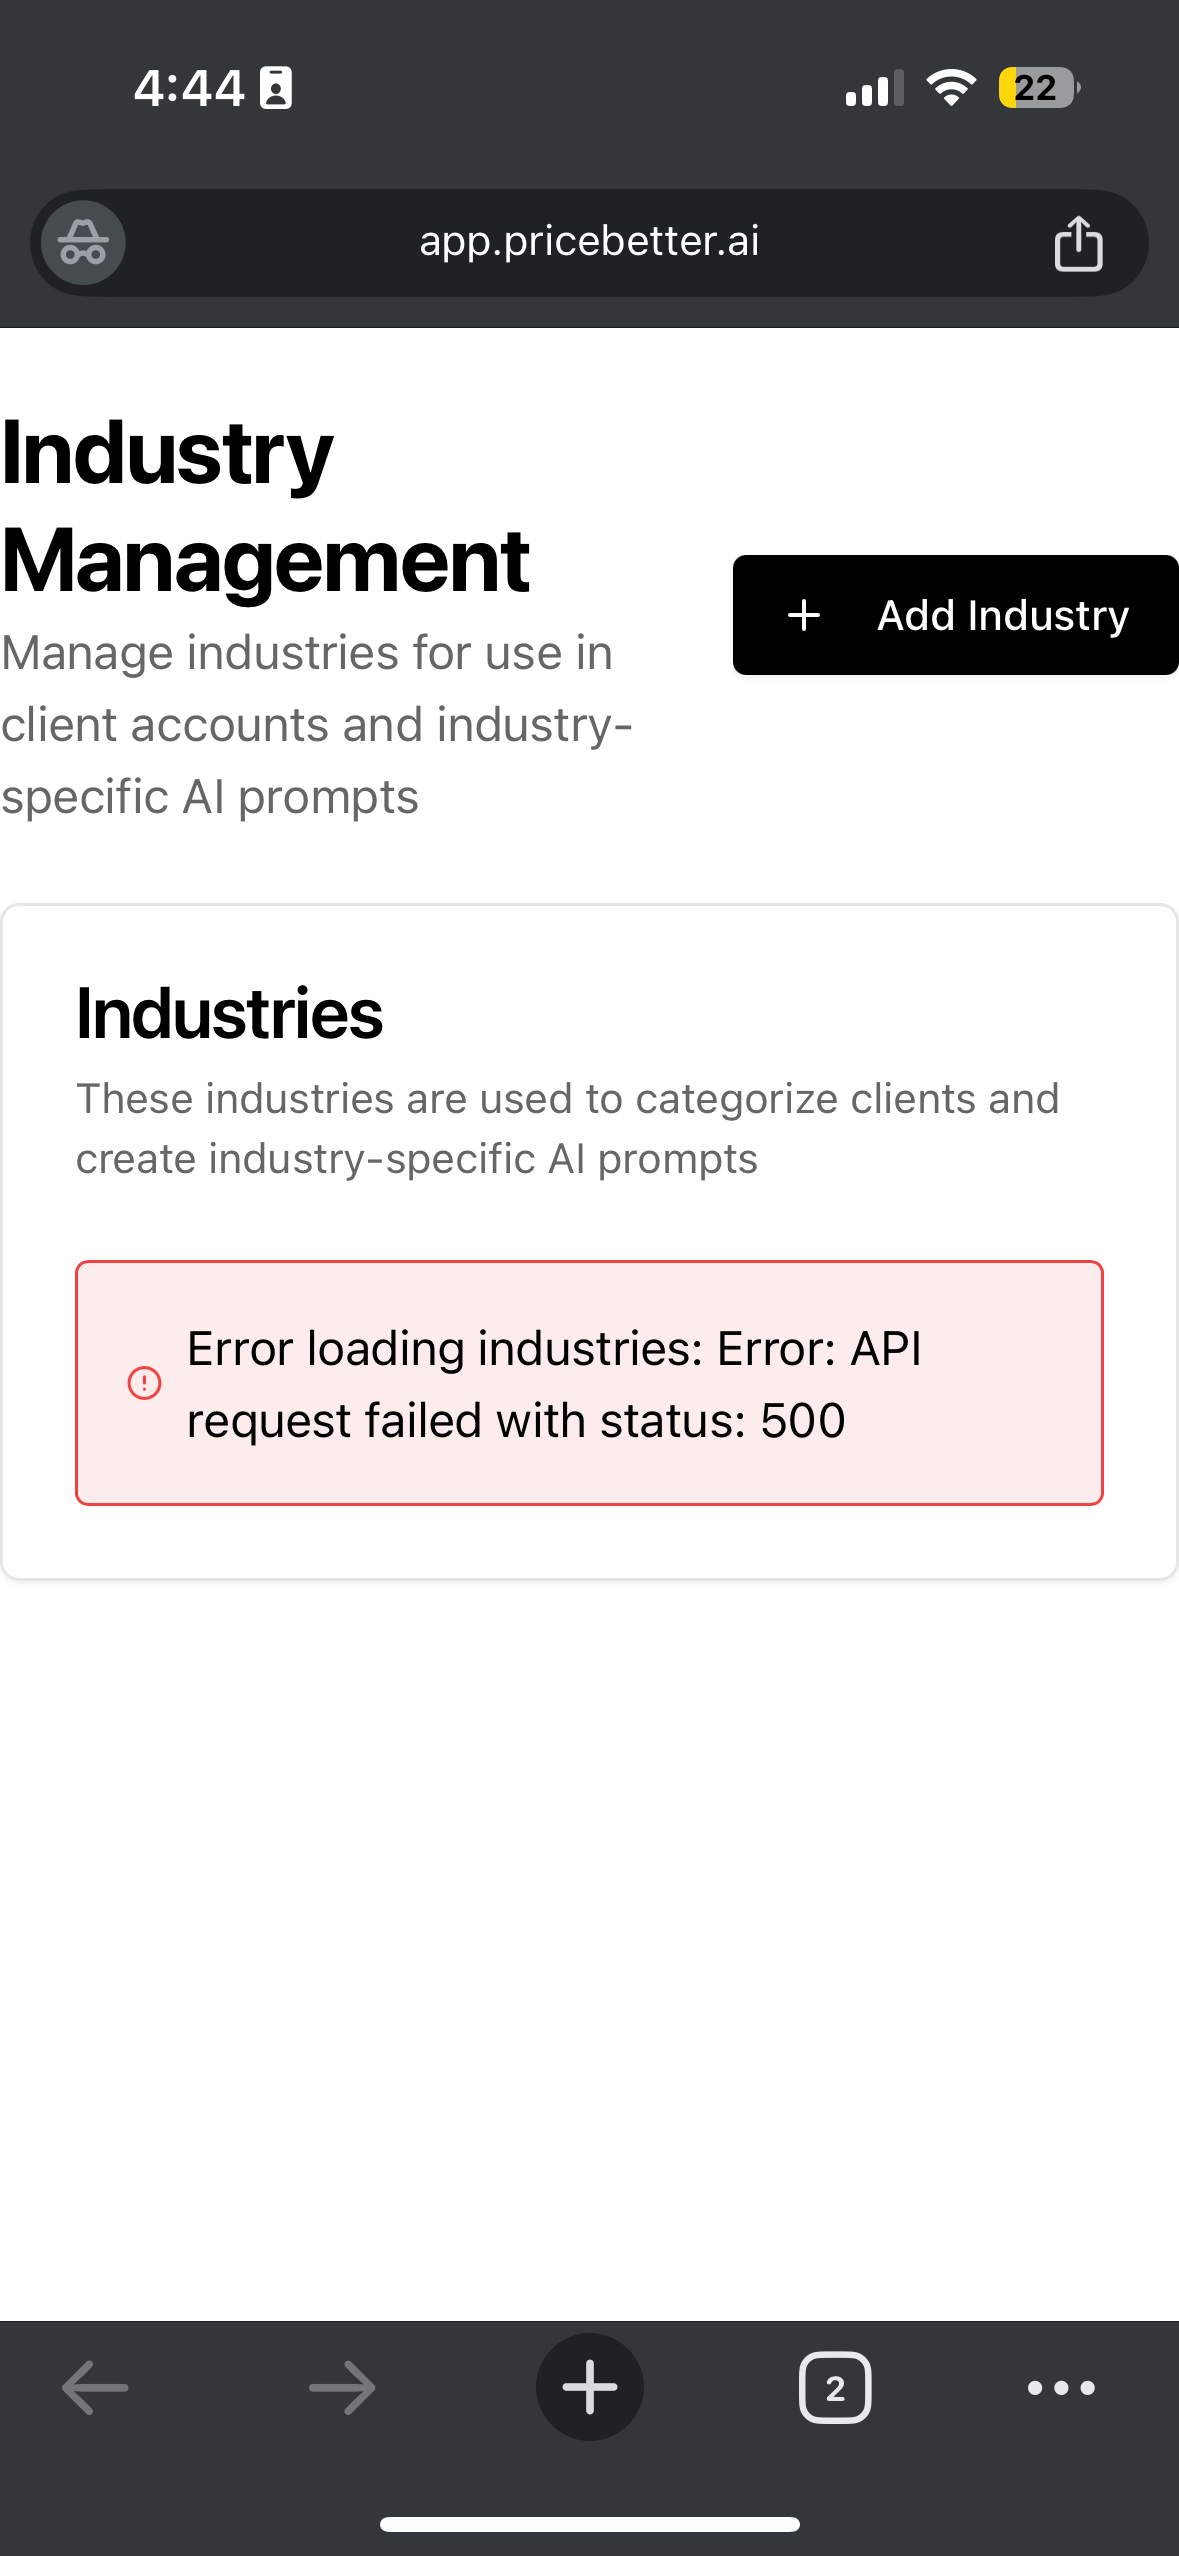 4:44
22
app.pricebetter.ai
Industry
Management
Manage industries for use in
client accounts and industry-
specific AI prompts
+ Add Industry
Industries
These industries are used to categorize clients and
create industry-specific AI prompts
Error loading industries: Error: API
request failed with status: 500
2